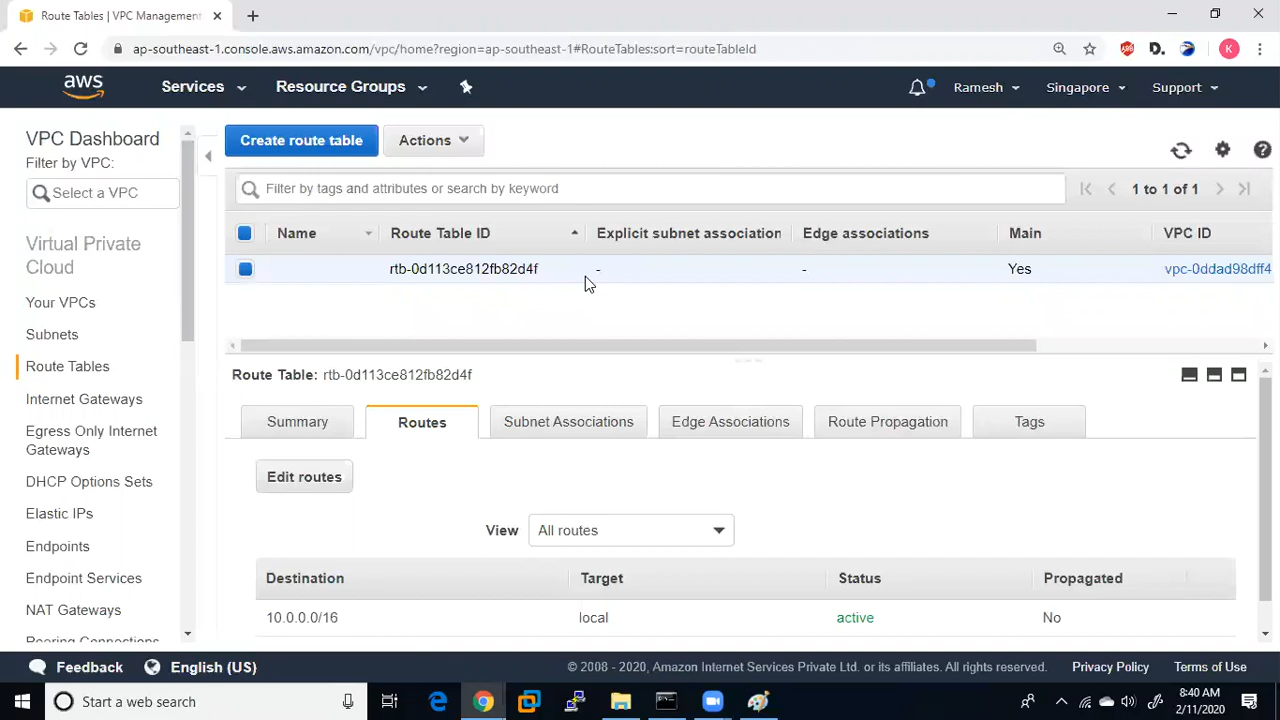 Route Tables | VPC Management
ap-southeast-1.console.aws.amazon.com/vpc/home?region=ap-southeast-1#RouteTables:sort=routeTableId
ABP
D.
K
aws
Services
Resource Groups
Ramesh
Singapore
Support
VPC Dashboard
Filter by VPC:
Select a VPC
Virtual Private
Cloud
Your VPCs
Subnets
Route Tables
Internet Gateways
Egress Only Internet
Gateways
DHCP Options Sets
Elastic IPs
Endpoints
Endpoint Services
NAT Gateways
Peering Connections
Create route table
Actions
Filter by tags and attributes or search by keyword
1 to 1 of 1
Name Route Table ID Explicit subnet association Edge associations Main VPC ID
rtb-0d113ce812fb82d4f - - Yes vpc-0ddad98dff4
Route Table: rtb-0d113ce812fb82d4f
Summary Routes Subnet Associations Edge Associations Route Propagation Tags
Edit routes
View All routes
Destination Target Status Propagated
10.0.0.0/16 local active No
Feedback
English (US)
© 2008 - 2020, Amazon Internet Services Private Ltd. or its affiliates. All rights reserved.
Privacy Policy
Terms of Use
Start a web search
8:40 AM
2/11/2020